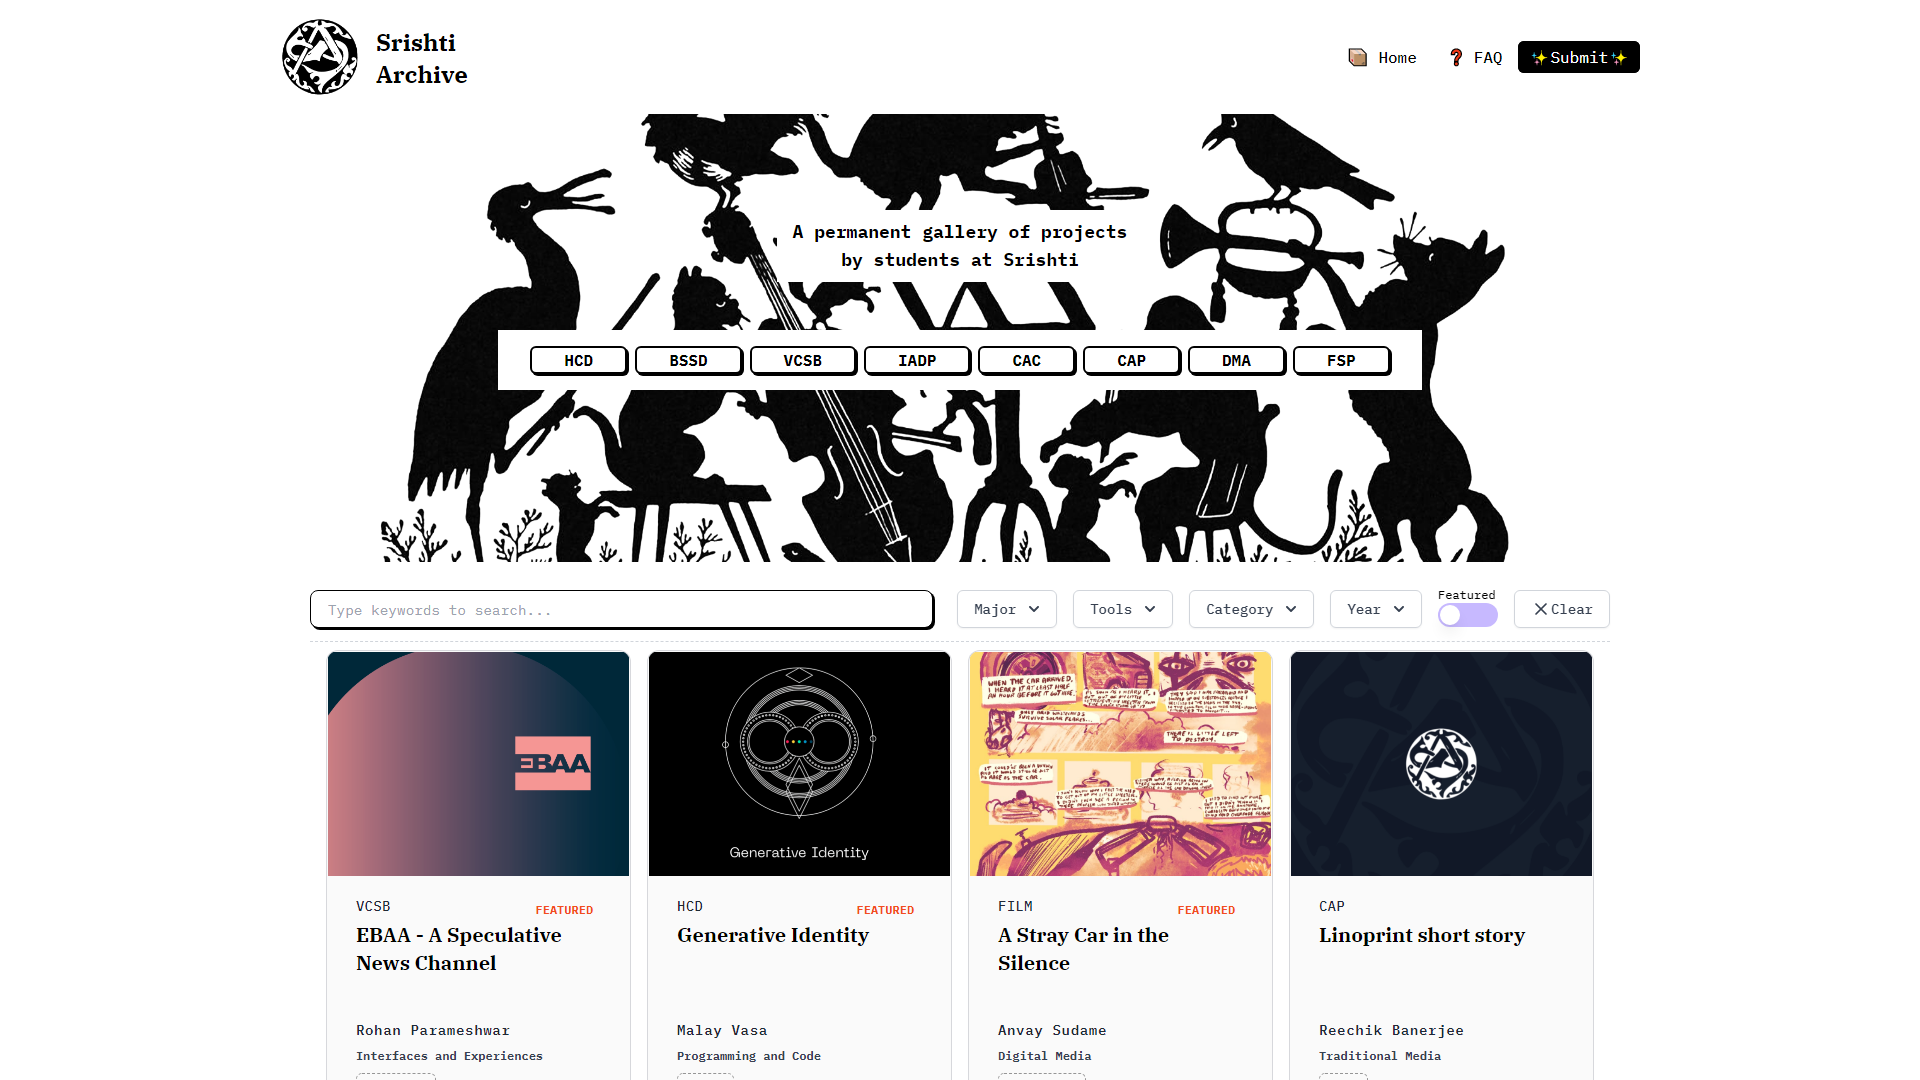 Srishti
Archive
Home
FAQ
✨Submit✨
A permanent gallery of projects
by students at Srishti
HCD
BSSD
VCSB
IADP
CAC
CAP
DMA
FSP
Type keywords to search...
Major
Tools
Category
Year
Featured
Clear
EBAA
Generative Identity
WHEN THE CAR ARRIVED,
I HEARD IT AT LEAST HALF
AN HOUR BEFORE IT GOT HERE.
THERE IS LITTLE LEFT
TO DESTROY.
VCSB
FEATURED
EBAA - A Speculative
News Channel
Rohan Parameshwar
Interfaces and Experiences
HCD
FEATURED
Generative Identity
Malay Vasa
Programming and Code
FILM
FEATURED
A Stray Car in the
Silence
Anvay Sudame
Digital Media
CAP
Linoprint short story
Reechik Banerjee
Traditional Media